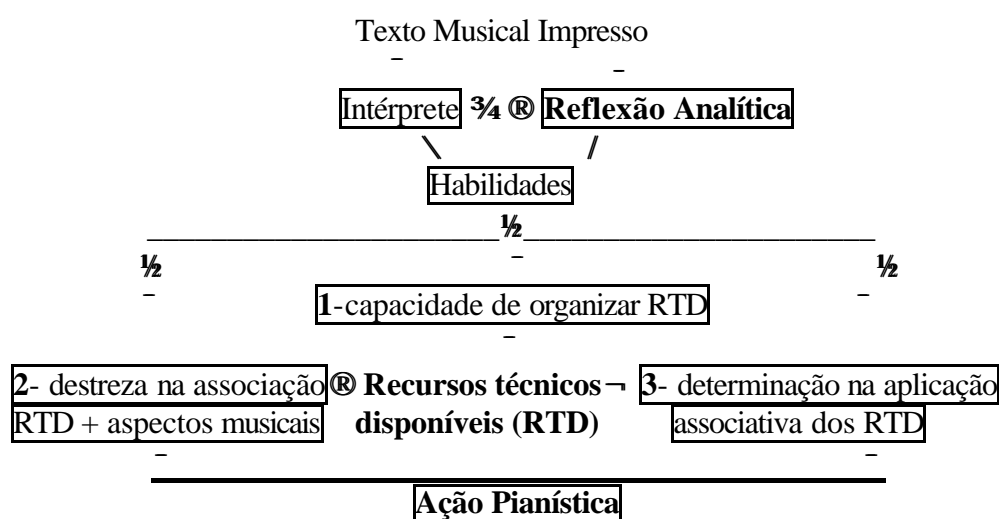 Texto Musical Impresso
– –
Intérprete ¾ ® Reflexão Analítica
\ /
Habilidades
______________________½______________________
½ – ½
– 1-capacidade de organizar RTD –
–
2- destreza na associação ® Recursos técnicos ¬ 3- determinação na aplicação
RTD + aspectos musicais disponíveis (RTD) associativa dos RTD
– –
Ação Pianística